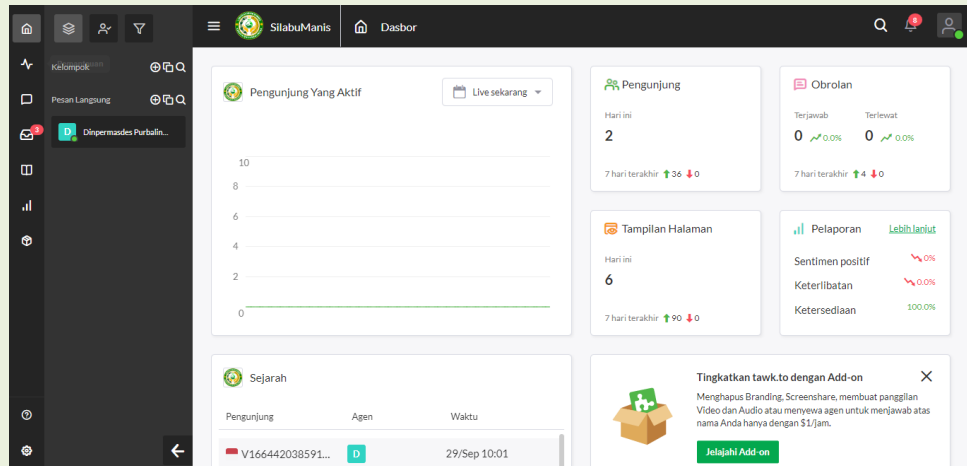 SilabuManis
Dasbor
8
Kelompok
Pesan Langsung
3
D Dinpermasdes Purbalin...
Pengunjung Yang Aktif
Live sekarang
10
8
6
4
2
0
Pengunjung
Hari ini
2
7 hari terakhir 36 0
Obrolan
Terjawab Terlewat
0 0.0% 0 0.0%
7 hari terakhir 4 0
Tampilan Halaman
Hari ini
6
7 hari terakhir 90 0
Pelaporan Lebih lanjut
Sentimen positif 0%
Keterlibatan 0.0%
Ketersediaan 100.0%
Sejarah
Pengunjung Agen Waktu
V166442038591... D 29/Sep 10:01
Tingkatkan tawk.to dengan Add-on
Menghapus Branding, Screenshare, membuat panggilan
Video dan Audio atau menyewa agen untuk menjawab atas
nama Anda hanya dengan $1/jam.
Jelajahi Add-on